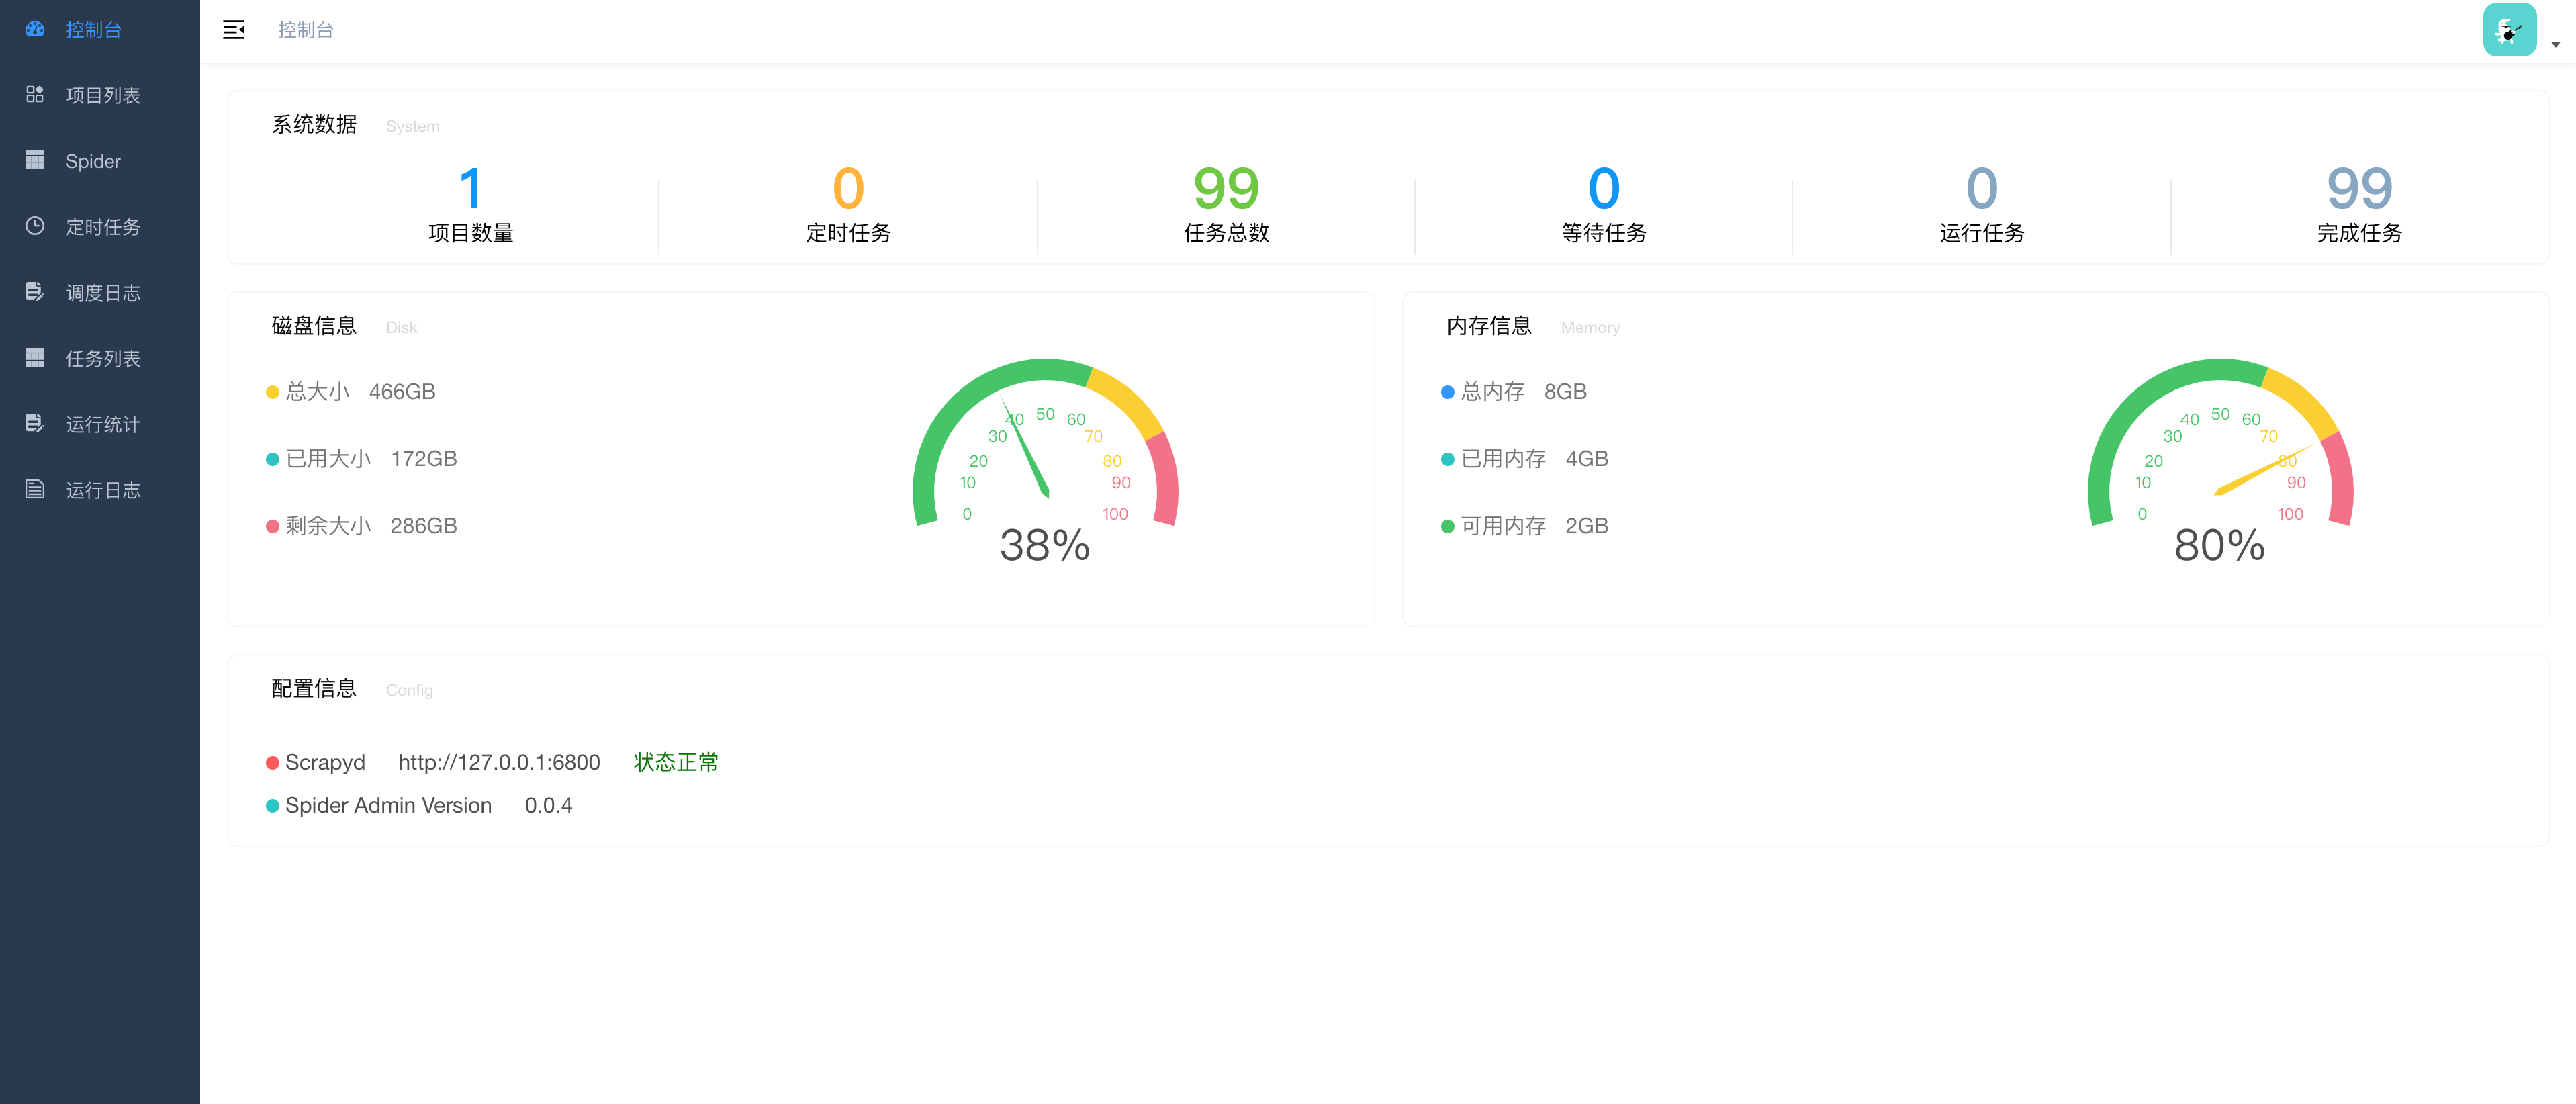 控制台
项目列表
Spider
定时任务
调度日志
任务列表
运行统计
运行日志
控制台
系统数据 System
1 0 99 0 0 99
项目数量 定时任务 任务总数 等待任务 运行任务 完成任务
磁盘信息 Disk
总大小 466GB
已用大小 172GB
剩余大小 286GB
0 10 20 30 40 50 60 70 80 90 100
38%
内存信息 Memory
总内存 8GB
已用内存 4GB
可用内存 2GB
0 10 20 30 40 50 60 70 80 90 100
80%
配置信息 Config
Scrapyd http://127.0.0.1:6800 状态正常
Spider Admin Version 0.0.4